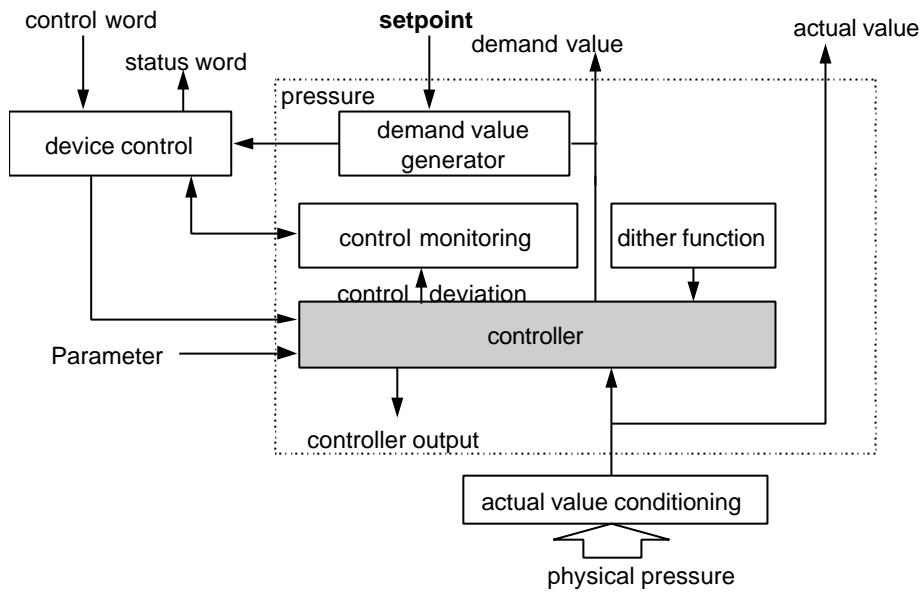 control word
setpoint
actual value
demand value
status word
pressure
device control
demand value
generator
control monitoring
dither function
control deviation
controller
Parameter
controller output
actual value conditioning
physical pressure